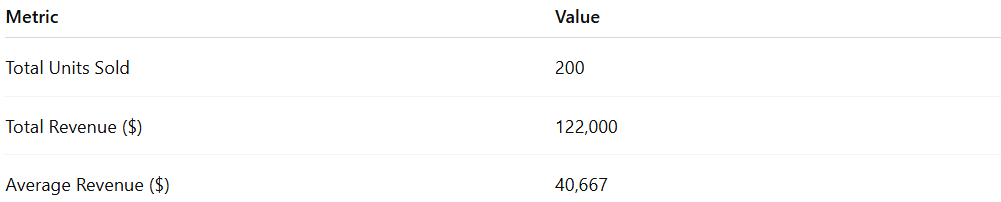 Metric Value
Total Units Sold 200
Total Revenue ($) 122,000
Average Revenue ($) 40,667